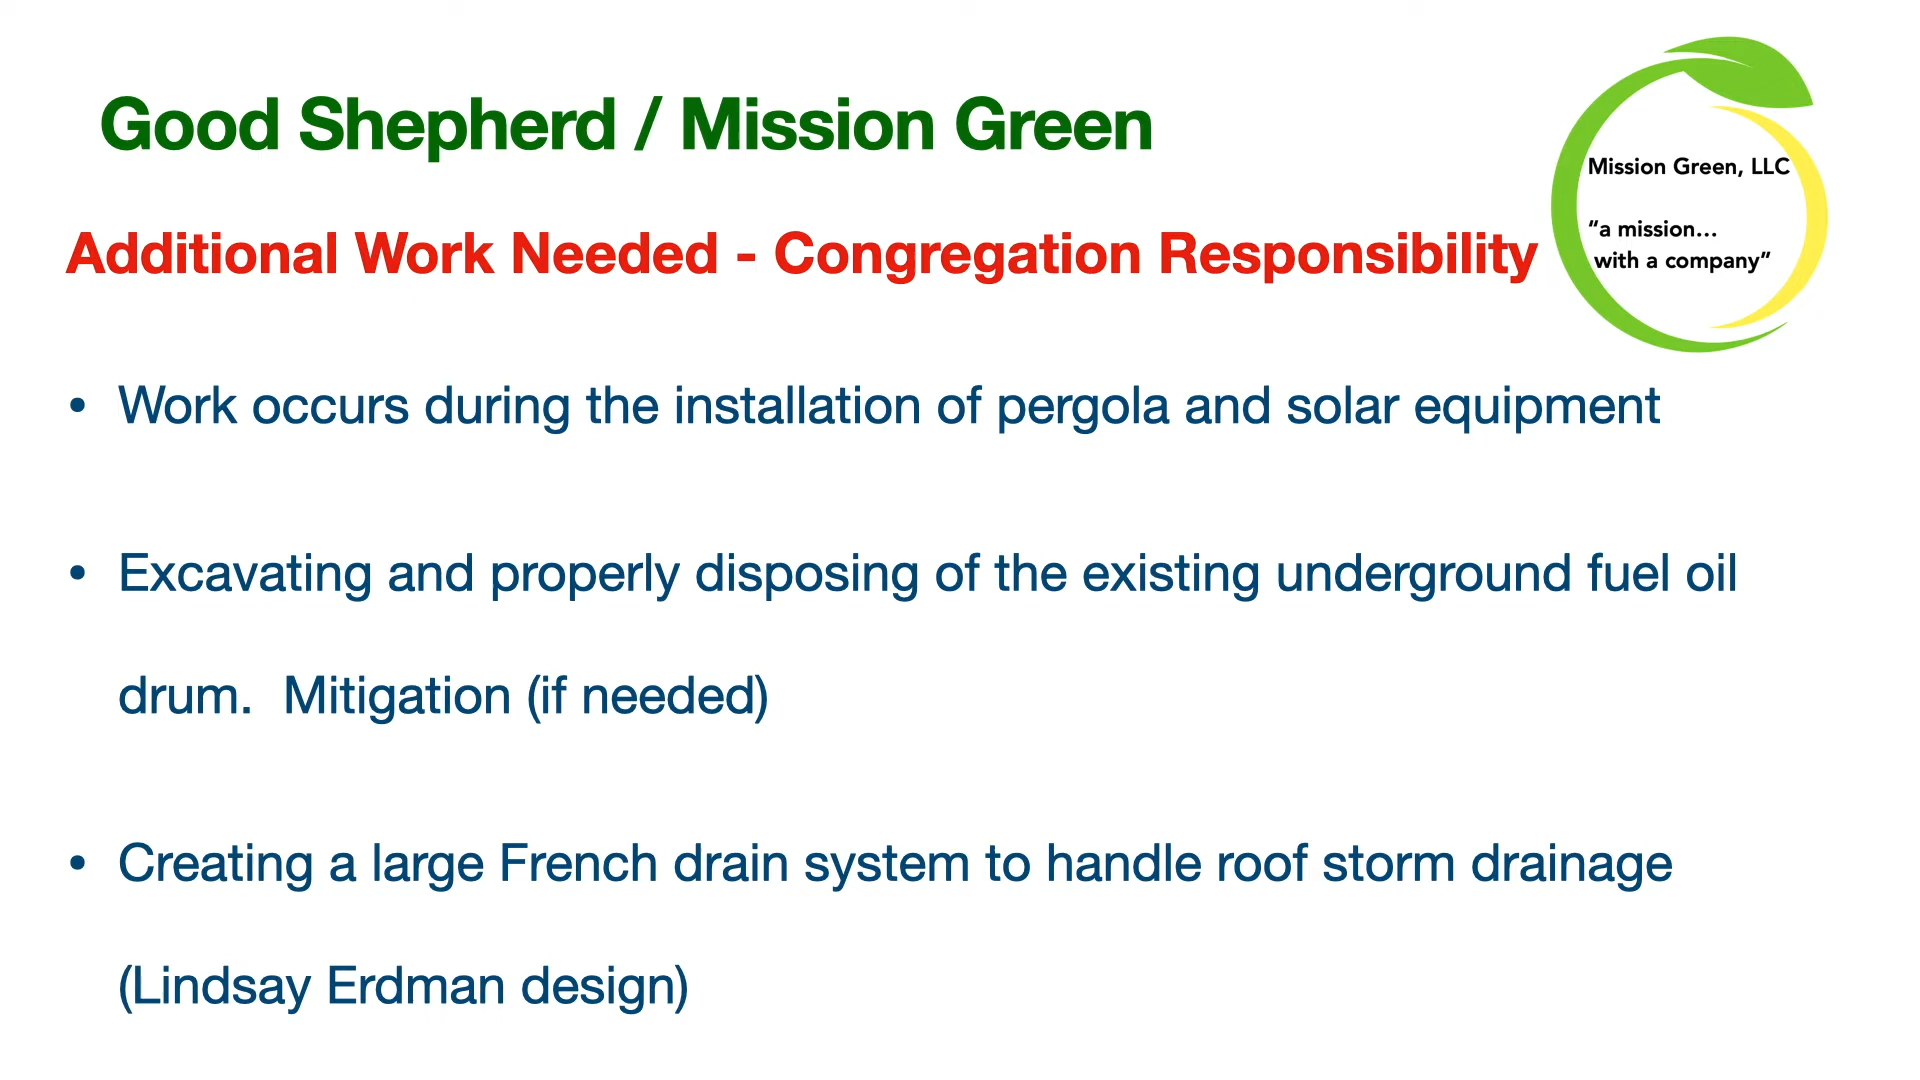 Good Shepherd / Mission Green
Mission Green, LLC
“a mission…
with a company”
Additional Work Needed - Congregation Responsibility
• Work occurs during the installation of pergola and solar equipment
• Excavating and properly disposing of the existing underground fuel oil
drum.  Mitigation (if needed)
• Creating a large French drain system to handle roof storm drainage
(Lindsay Erdman design)